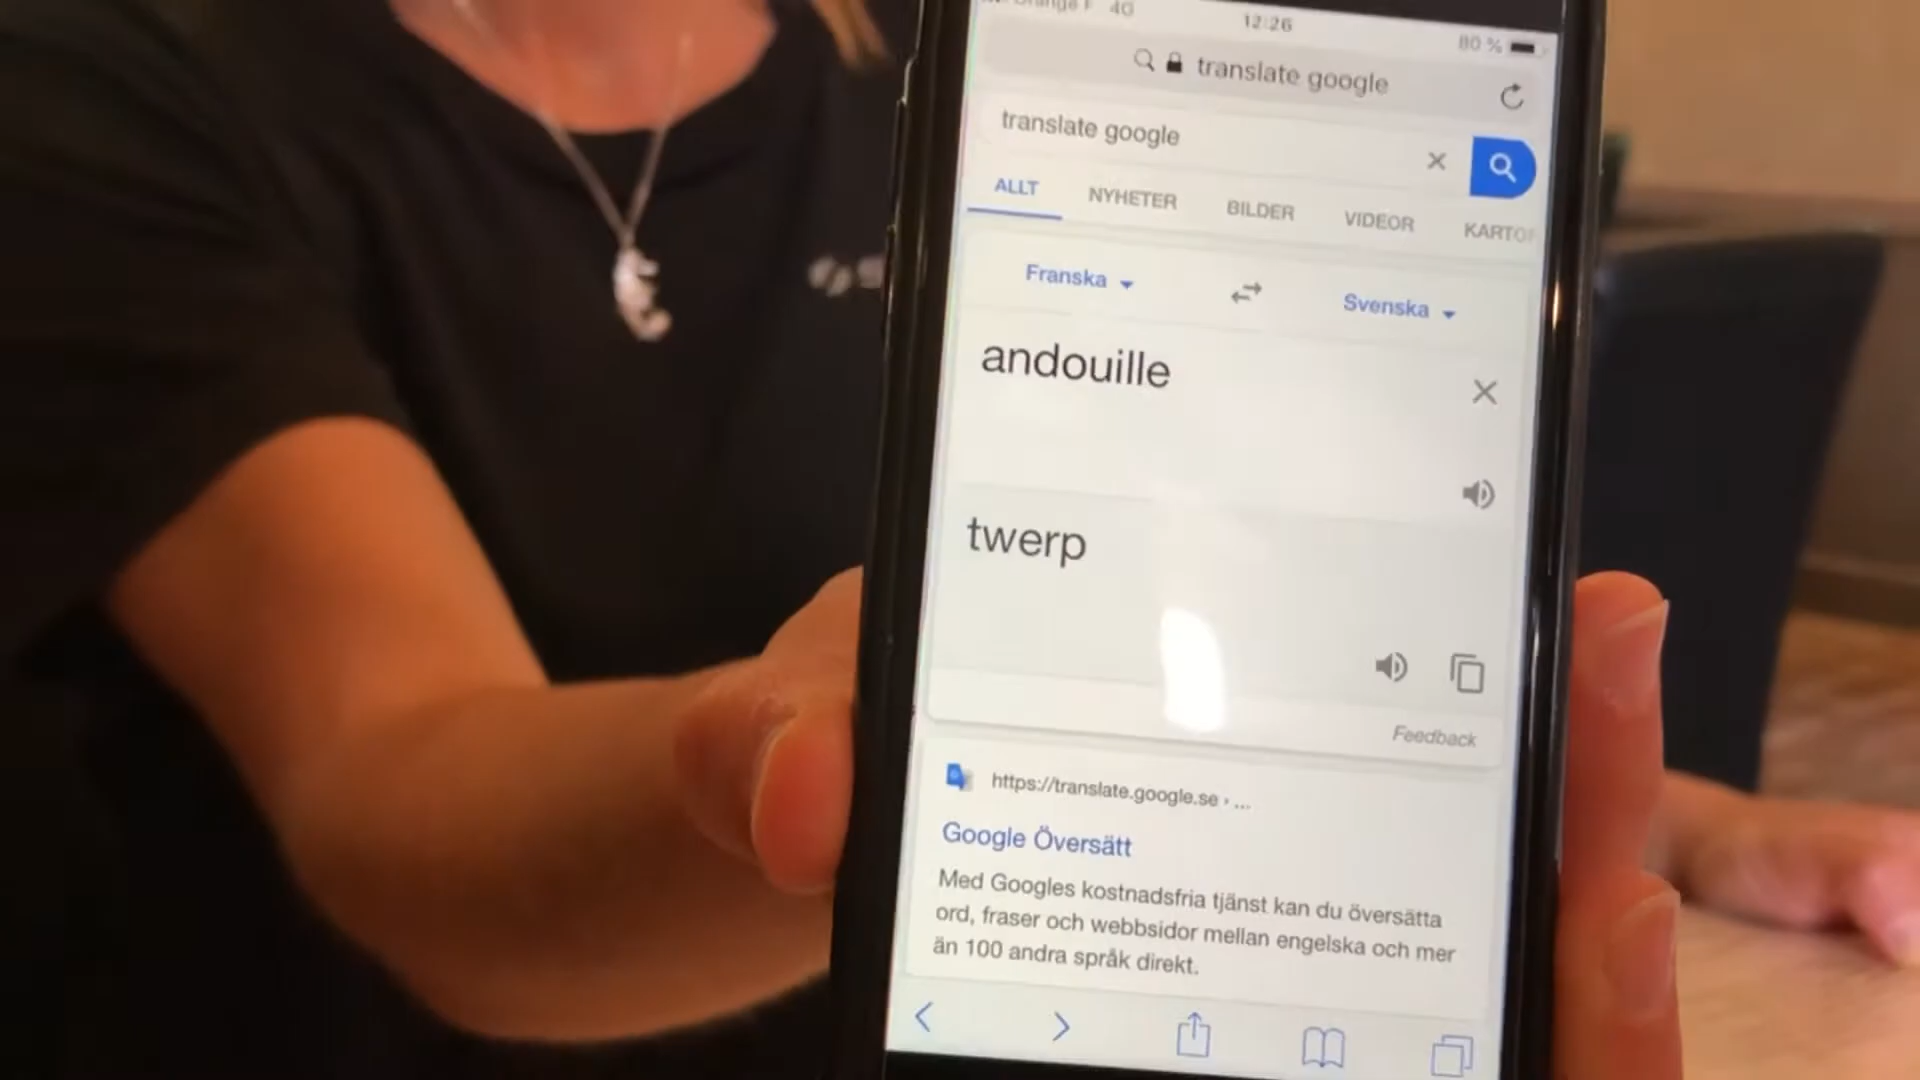 4G 12:26 80 %
translate google
translate google
ALLT NYHETER BILDER VIDEOR
Franska Svenska
andouille
twerp
Feedback
https://translate.google.se › ...
Google Översätt
Med Googles kostnadsfria tjänst kan du översätta
ord, fraser och webbsidor mellan engelska och mer
än 100 andra språk direkt.